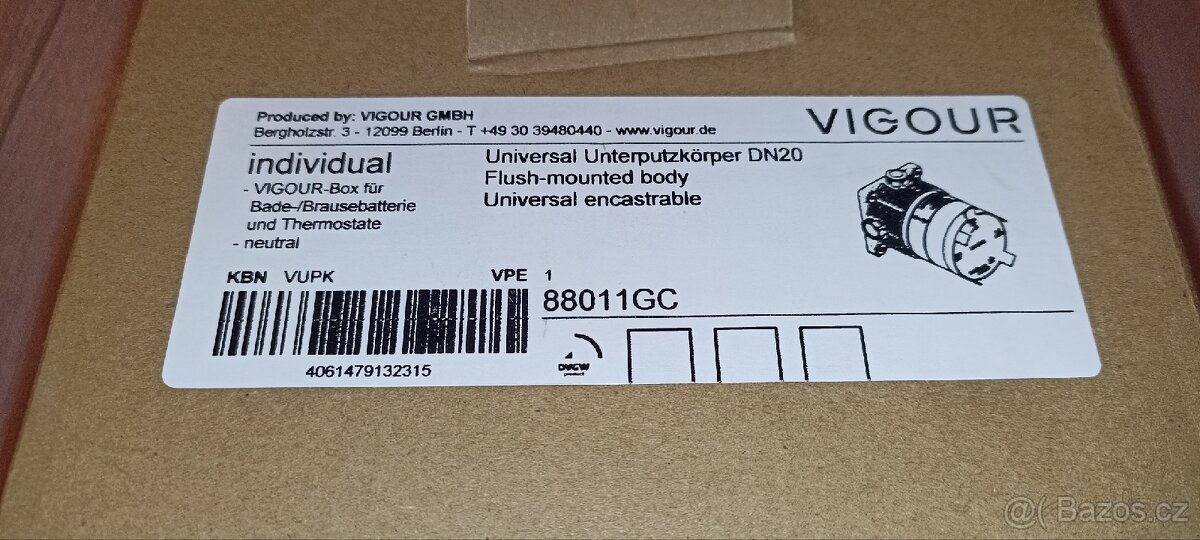 Produced by: VIGOUR GMBH
Bergholzstr. 3 - 12099 Berlin - T +49 30 39480440 - www.vigour.de
VIGOUR
individual
- VIGOUR-Box für
Bade-/Brausebatterie
und Thermostate
- neutral
Universal Unterputzkörper DN20
Flush-mounted body
Universal encastrable
KBN VUPK VPE 1
88011GC
4061479132315
DVGW
product
@( Bazos.cz